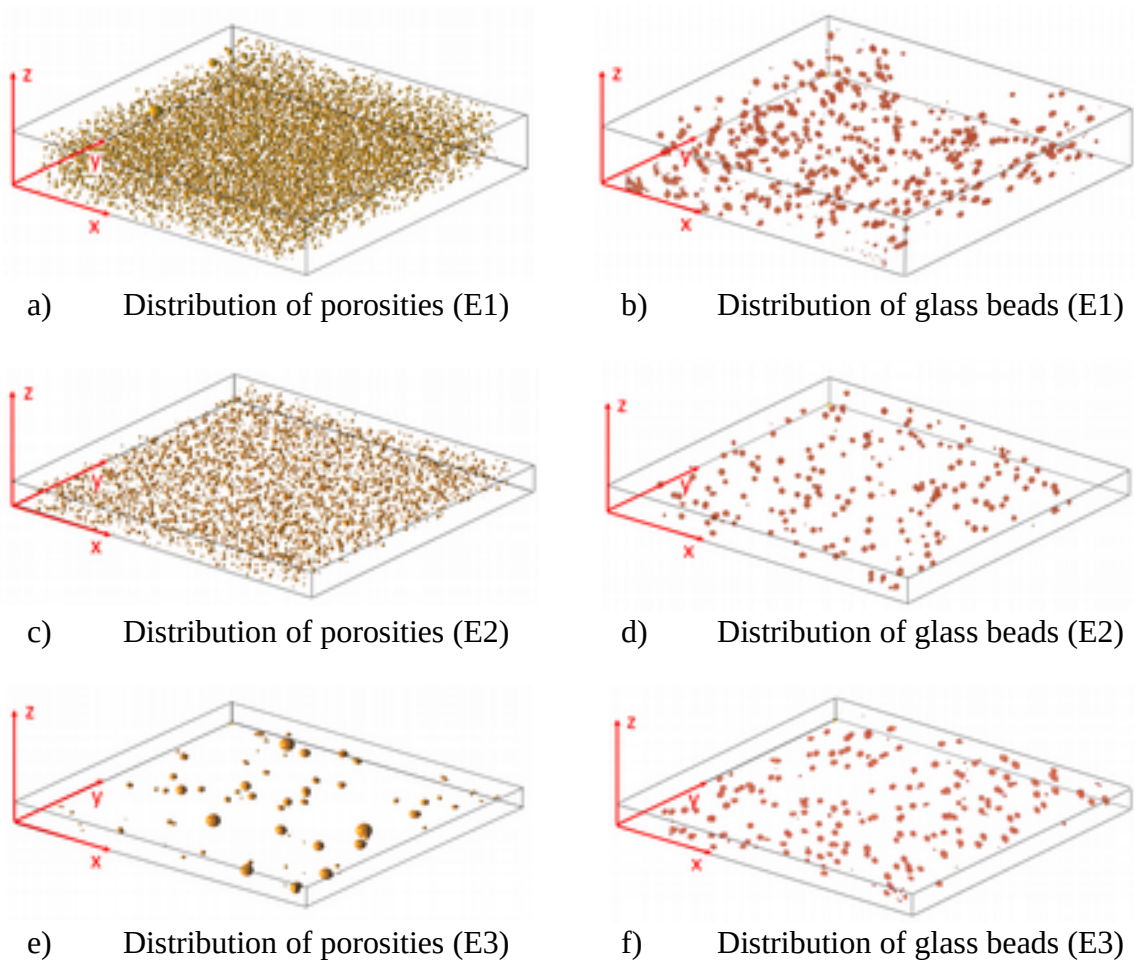 z
y
x
z
y
x
a) Distribution of porosities (E1)
b) Distribution of glass beads (E1)
z
y
x
z
y
x
c) Distribution of porosities (E2)
d) Distribution of glass beads (E2)
z
y
x
z
y
x
e) Distribution of porosities (E3)
f) Distribution of glass beads (E3)